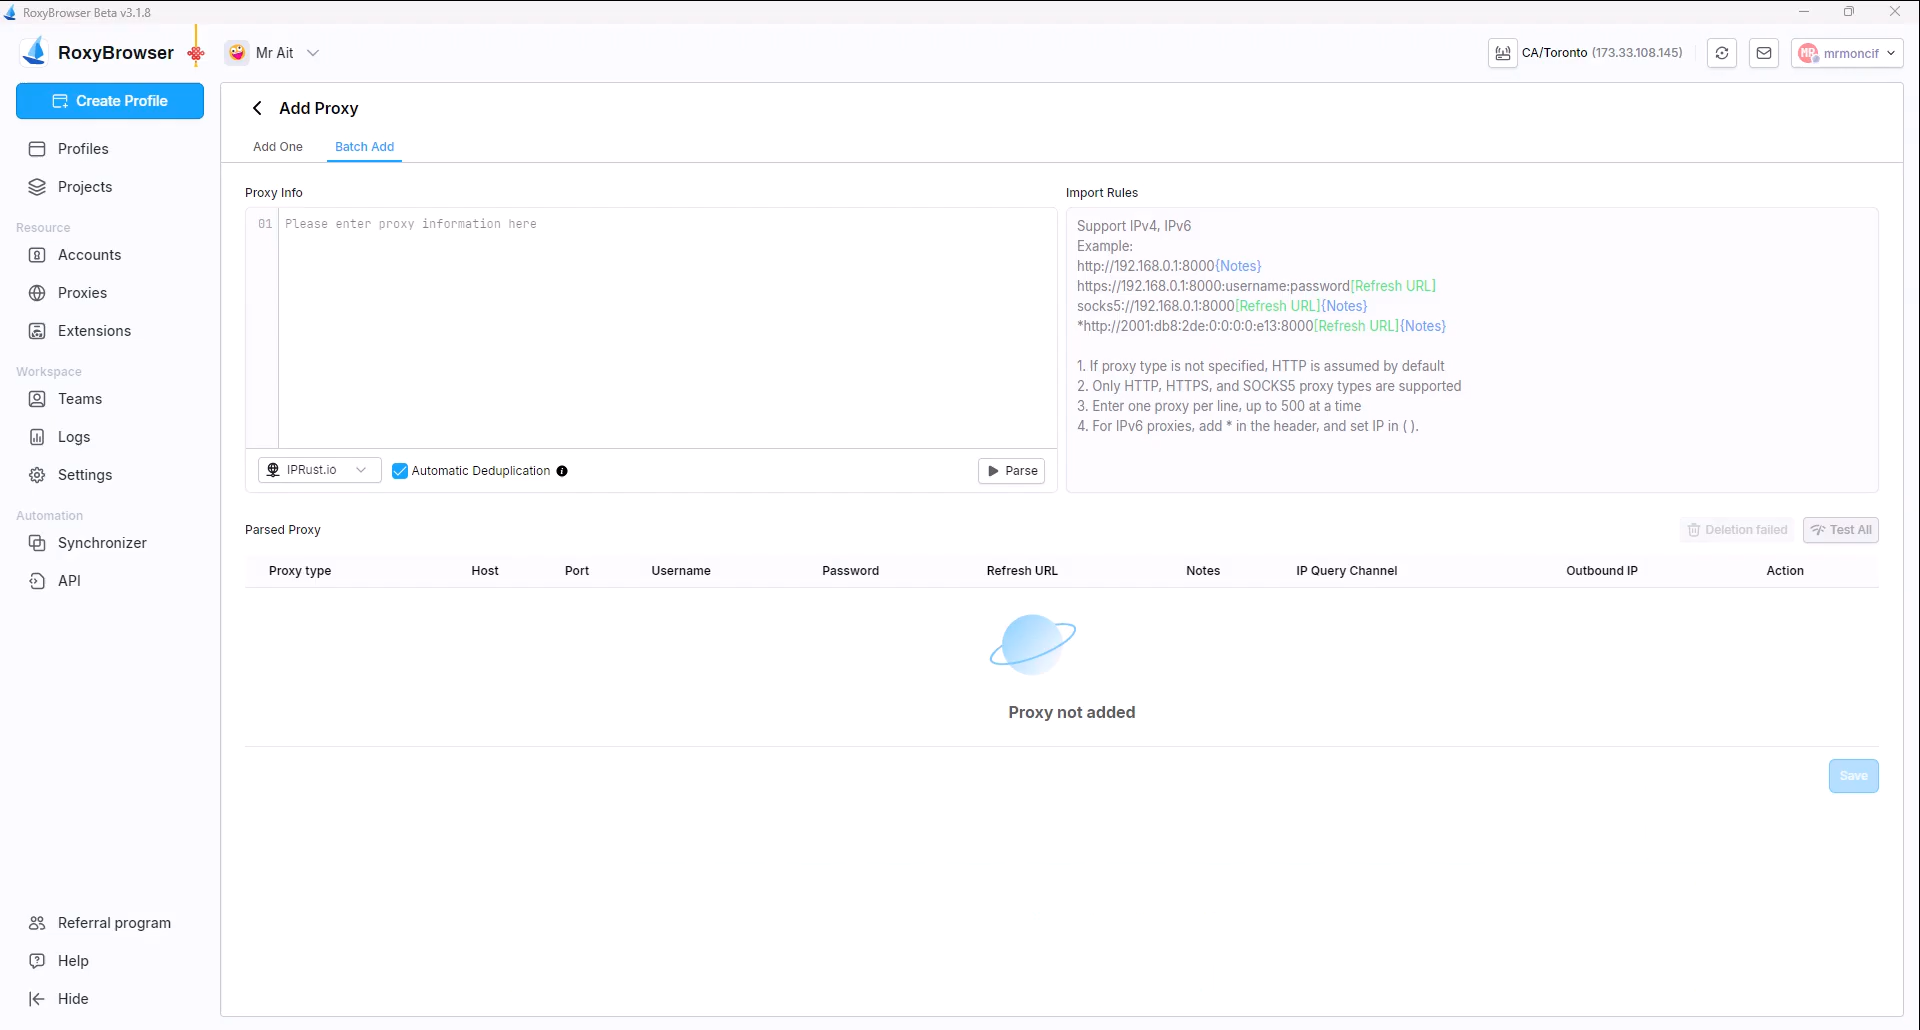 RoxyBrowser Beta v3.1.8
RoxyBrowser
Mr Ait
CA/Toronto (173.33.108.145)
MR
mrmoncif
Create Profile
Profiles
Projects
Resource
Accounts
Proxies
Extensions
Workspace
Teams
Logs
Settings
Automation
Synchronizer
API
Referral program
Help
Hide
Add Proxy
Add One
Batch Add
Proxy Info
01 Please enter proxy information here
IPRust.io
Automatic Deduplication
Parse
Import Rules
Support IPv4, IPv6
Example:
http://192.168.0.1:8000{Notes}
https://192.168.0.1:8000:username:password[Refresh URL]
socks5://192.168.0.1:8000[Refresh URL]{Notes}
*http://2001:db8:2de:0:0:0:0:e13:8000[Refresh URL]{Notes}
1. If proxy type is not specified, HTTP is assumed by default
2. Only HTTP, HTTPS, and SOCKS5 proxy types are supported
3. Enter one proxy per line, up to 500 at a time
4. For IPv6 proxies, add * in the header, and set IP in ( ).
Parsed Proxy
Deletion failed
Test All
Proxy type Host Port Username Password Refresh URL Notes IP Query Channel Outbound IP Action
Proxy not added
Save